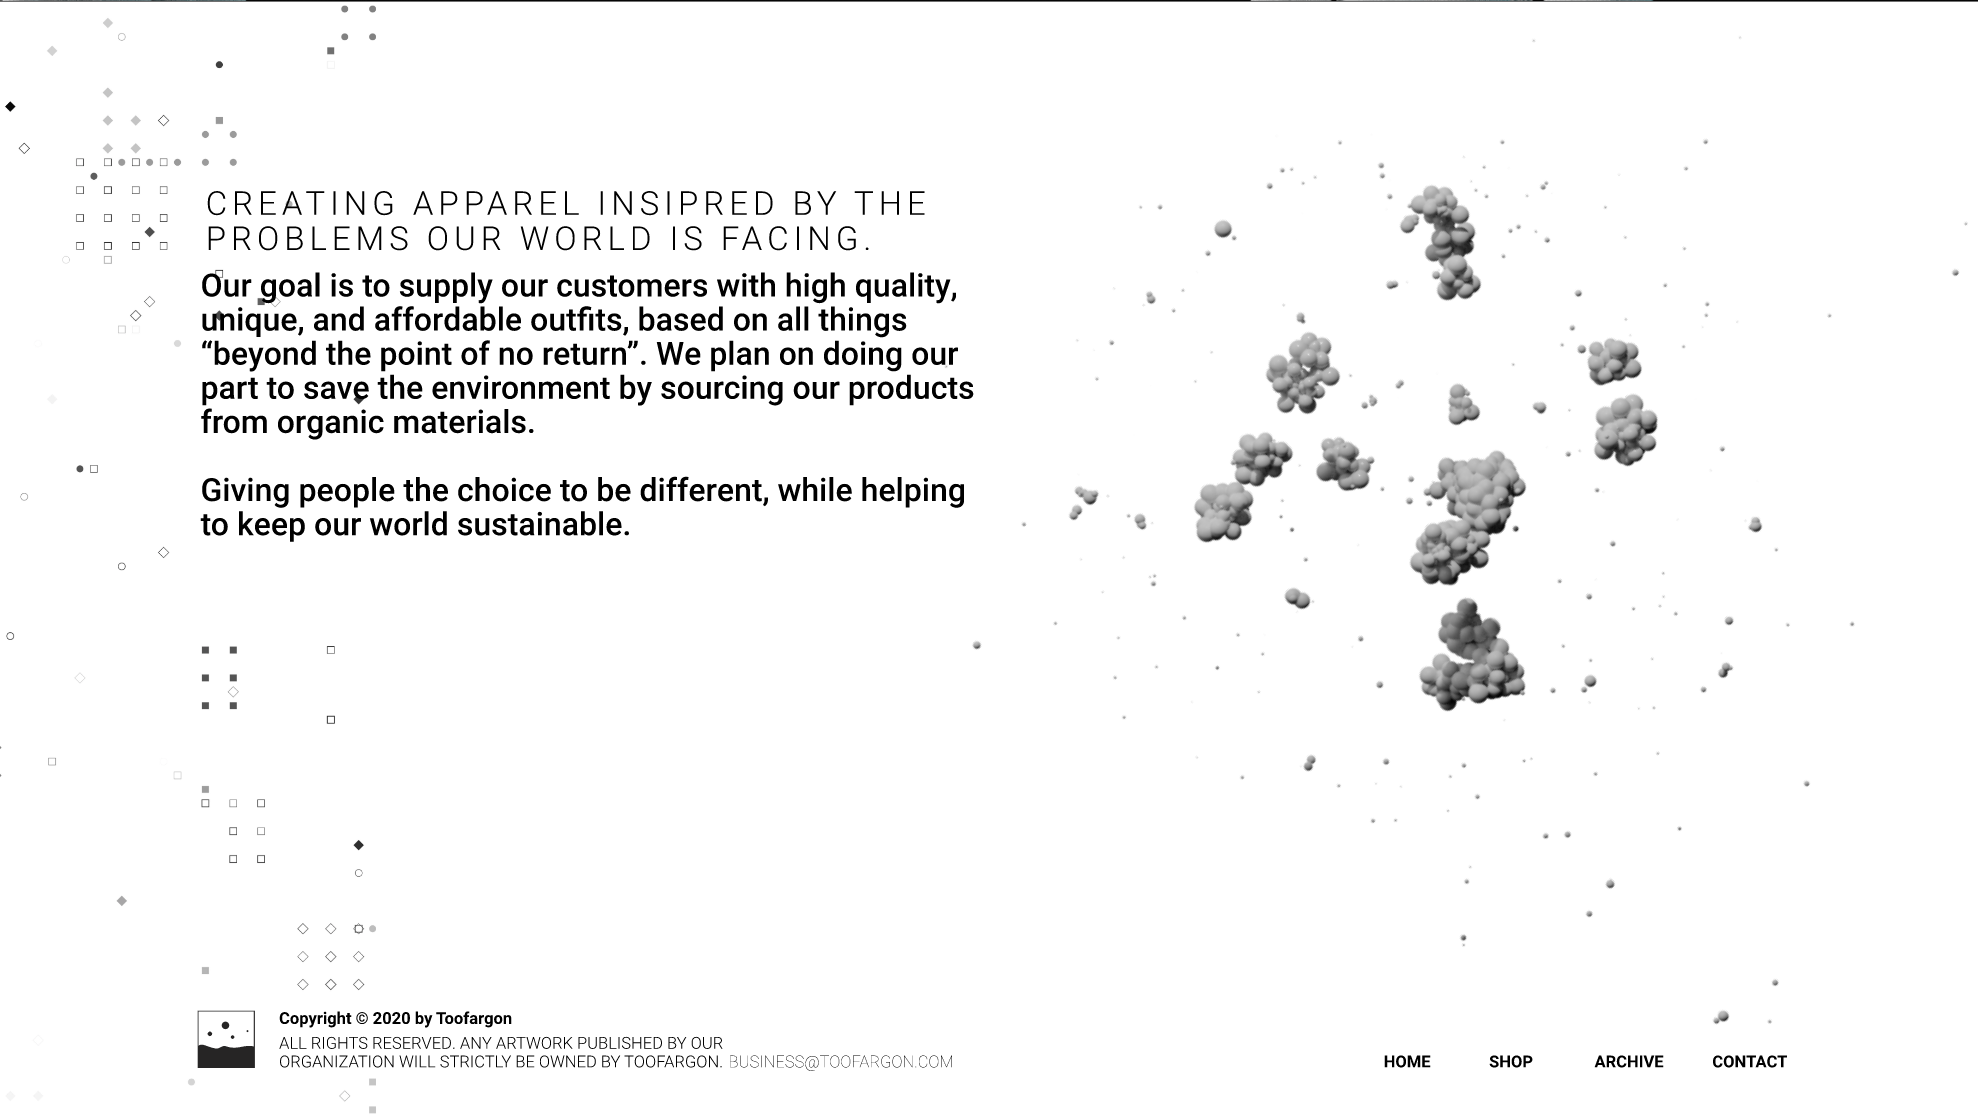 CREATING APPAREL INSIPRED BY THE
PROBLEMS OUR WORLD IS FACING.
Our goal is to supply our customers with high quality,
unique, and affordable outfits, based on all things
“beyond the point of no return”. We plan on doing our
part to save the environment by sourcing our products
from organic materials.
Giving people the choice to be different, while helping
to keep our world sustainable.
Copyright © 2020 by Toofargon
ALL RIGHTS RESERVED. ANY ARTWORK PUBLISHED BY OUR
ORGANIZATION WILL STRICTLY BE OWNED BY TOOFARGON. BUSINESS@TOOFARGON.COM
HOME SHOP ARCHIVE CONTACT